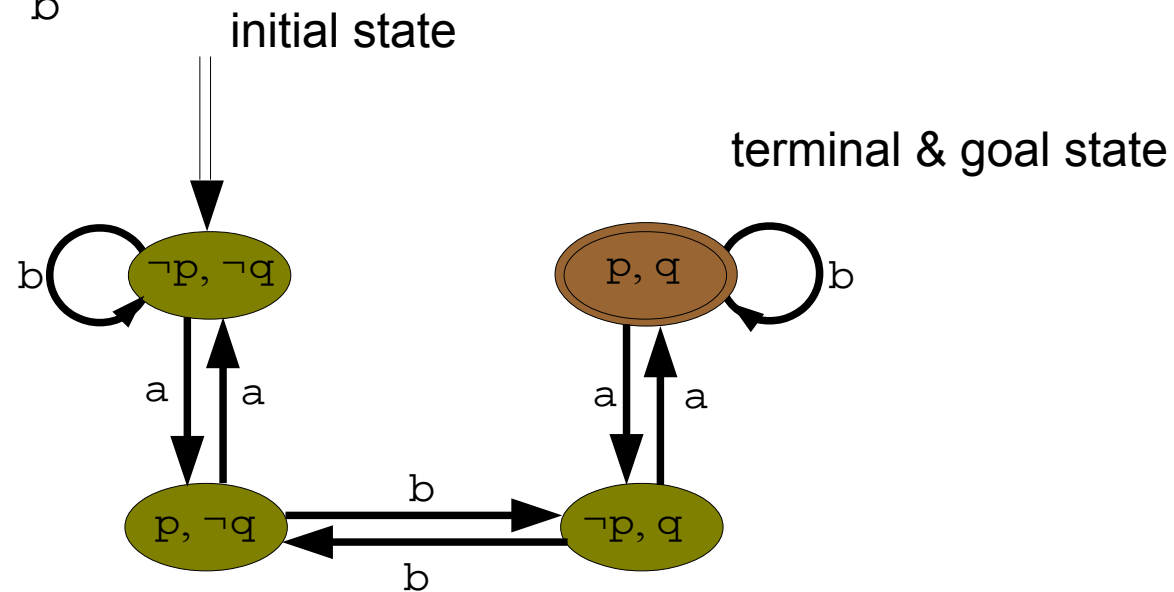 b
initial state
terminal & goal state
b
¬p, ¬q
p, q
b
a
a
a
a
b
p, ¬q
¬p, q
b